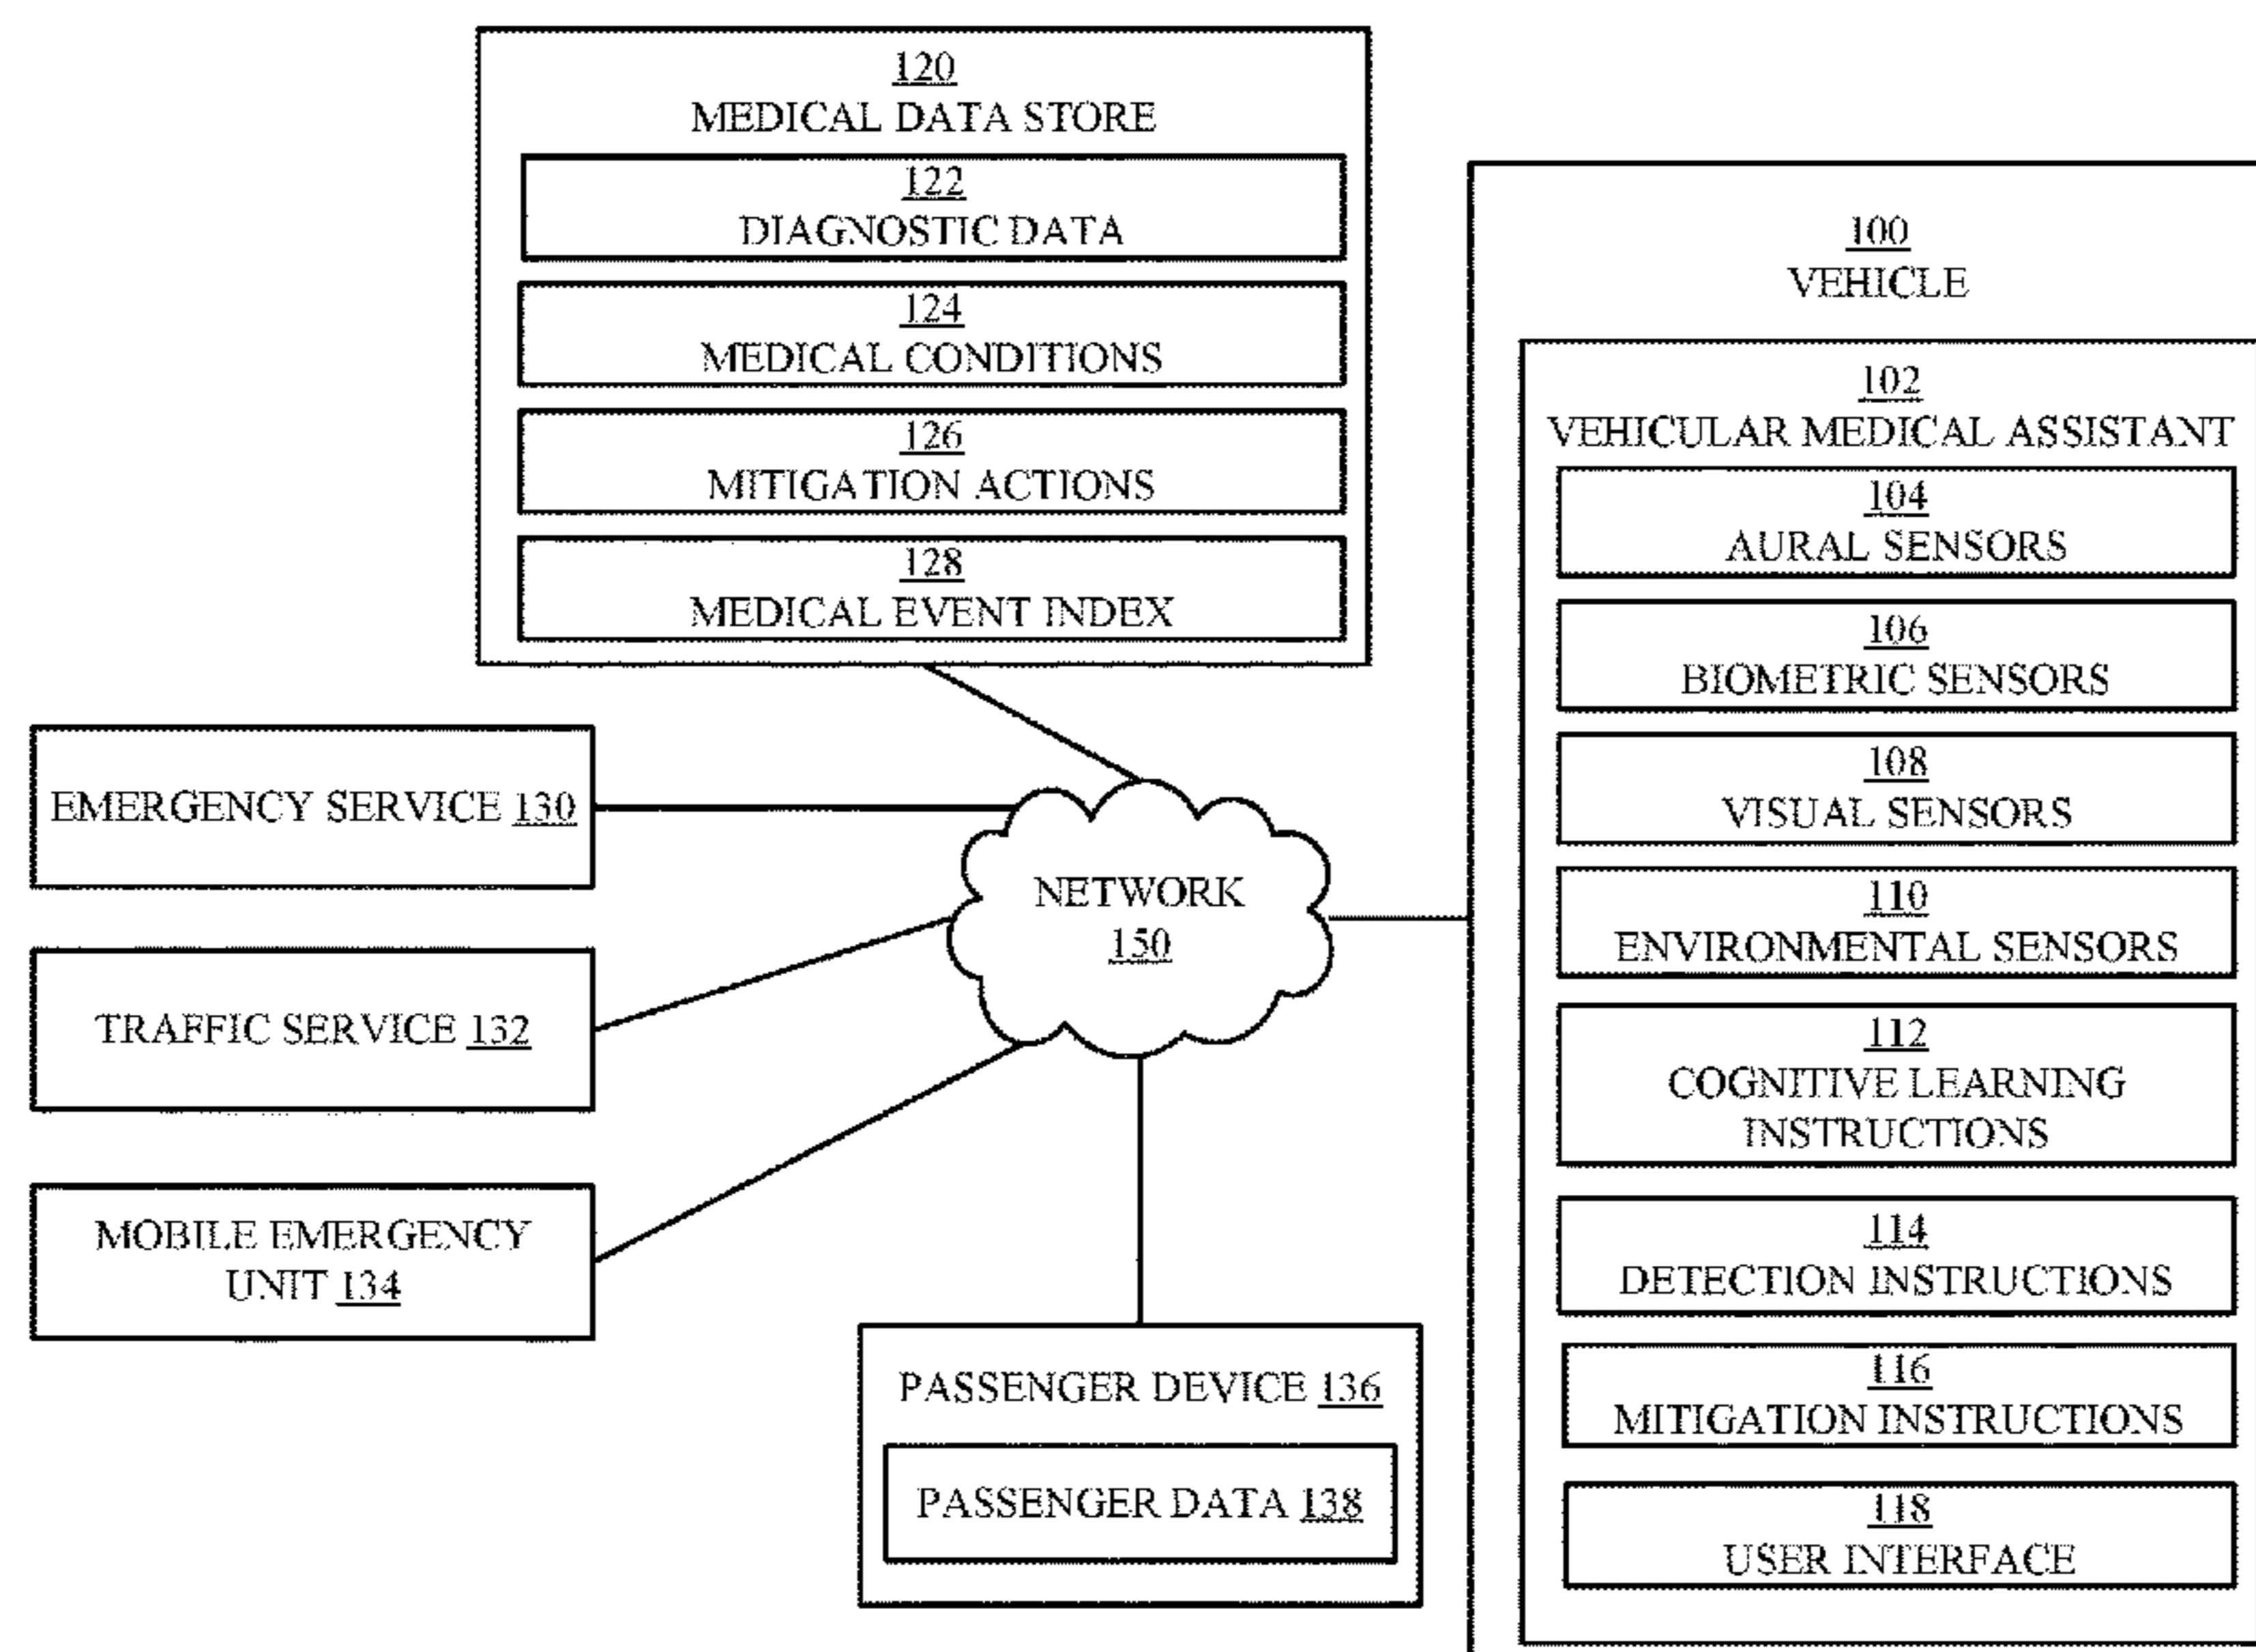 120
MEDICAL DATA STORE
122
DIAGNOSTIC DATA
124
MEDICAL CONDITIONS
126
MITIGATION ACTIONS
128
MEDICAL EVENT INDEX
EMERGENCY SERVICE 130
TRAFFIC SERVICE 132
MOBILE EMERGENCY
UNIT 134
NETWORK
150
PASSENGER DEVICE 136
PASSENGER DATA 138
100
VEHICLE
102
VEHICULAR MEDICAL ASSISTANT
104
AURAL SENSORS
106
BIOMETRIC SENSORS
108
VISUAL SENSORS
110
ENVIRONMENTAL SENSORS
112
COGNITIVE LEARNING
INSTRUCTIONS
114
DETECTION INSTRUCTIONS
116
MITIGATION INSTRUCTIONS
118
USER INTERFACE